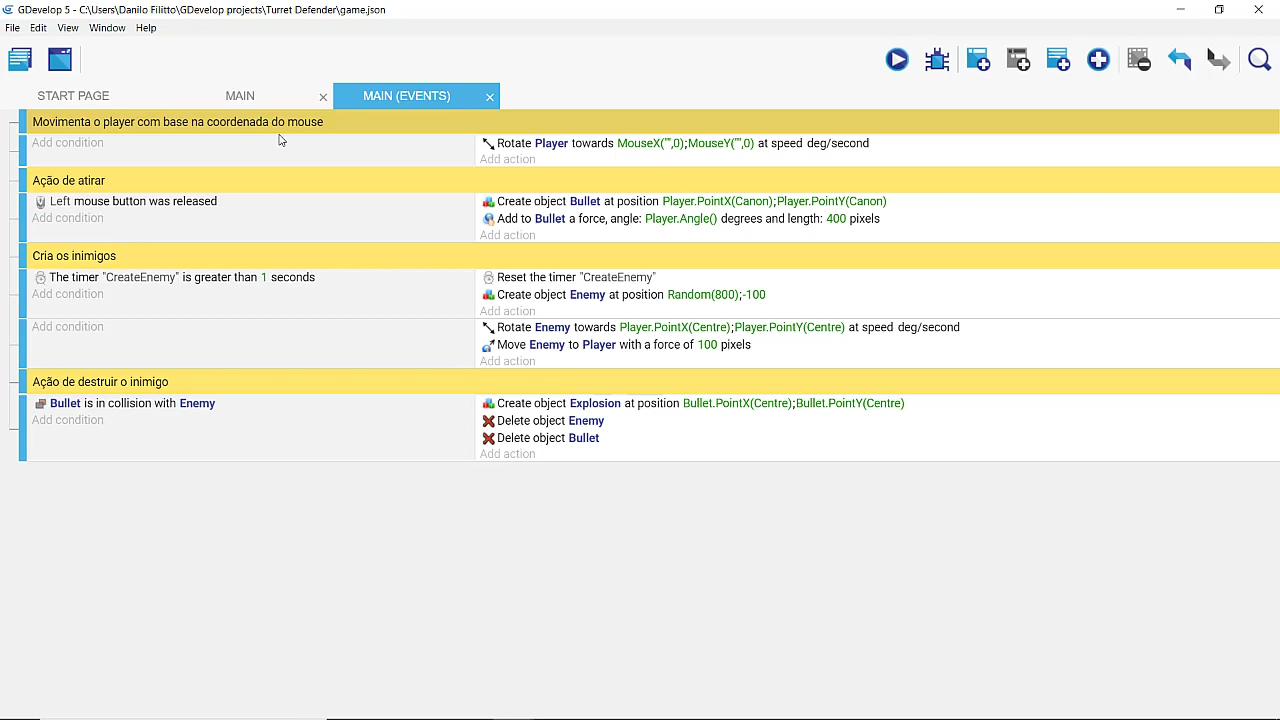 GDevelop 5 - C:\Users\Danilo Filitto\GDevelop projects\Turret Defender\game.json
File Edit View Window Help
START PAGE MAIN MAIN (EVENTS)
Movimenta o player com base na coordenada do mouse
Add condition
Rotate Player towards MouseX("",0);MouseY("",0) at speed deg/second
Add action
Ação de atirar
Left mouse button was released
Add condition
Create object Bullet at position Player.PointX(Canon);Player.PointY(Canon)
Add to Bullet a force, angle: Player.Angle() degrees and length: 400 pixels
Add action
Cria os inimigos
The timer "CreateEnemy" is greater than 1 seconds
Add condition
Reset the timer "CreateEnemy"
Create object Enemy at position Random(800);-100
Add action
Add condition
Rotate Enemy towards Player.PointX(Centre);Player.PointY(Centre) at speed deg/second
Move Enemy to Player with a force of 100 pixels
Add action
Ação de destruir o inimigo
Bullet is in collision with Enemy
Add condition
Create object Explosion at position Bullet.PointX(Centre);Bullet.PointY(Centre)
Delete object Enemy
Delete object Bullet
Add action